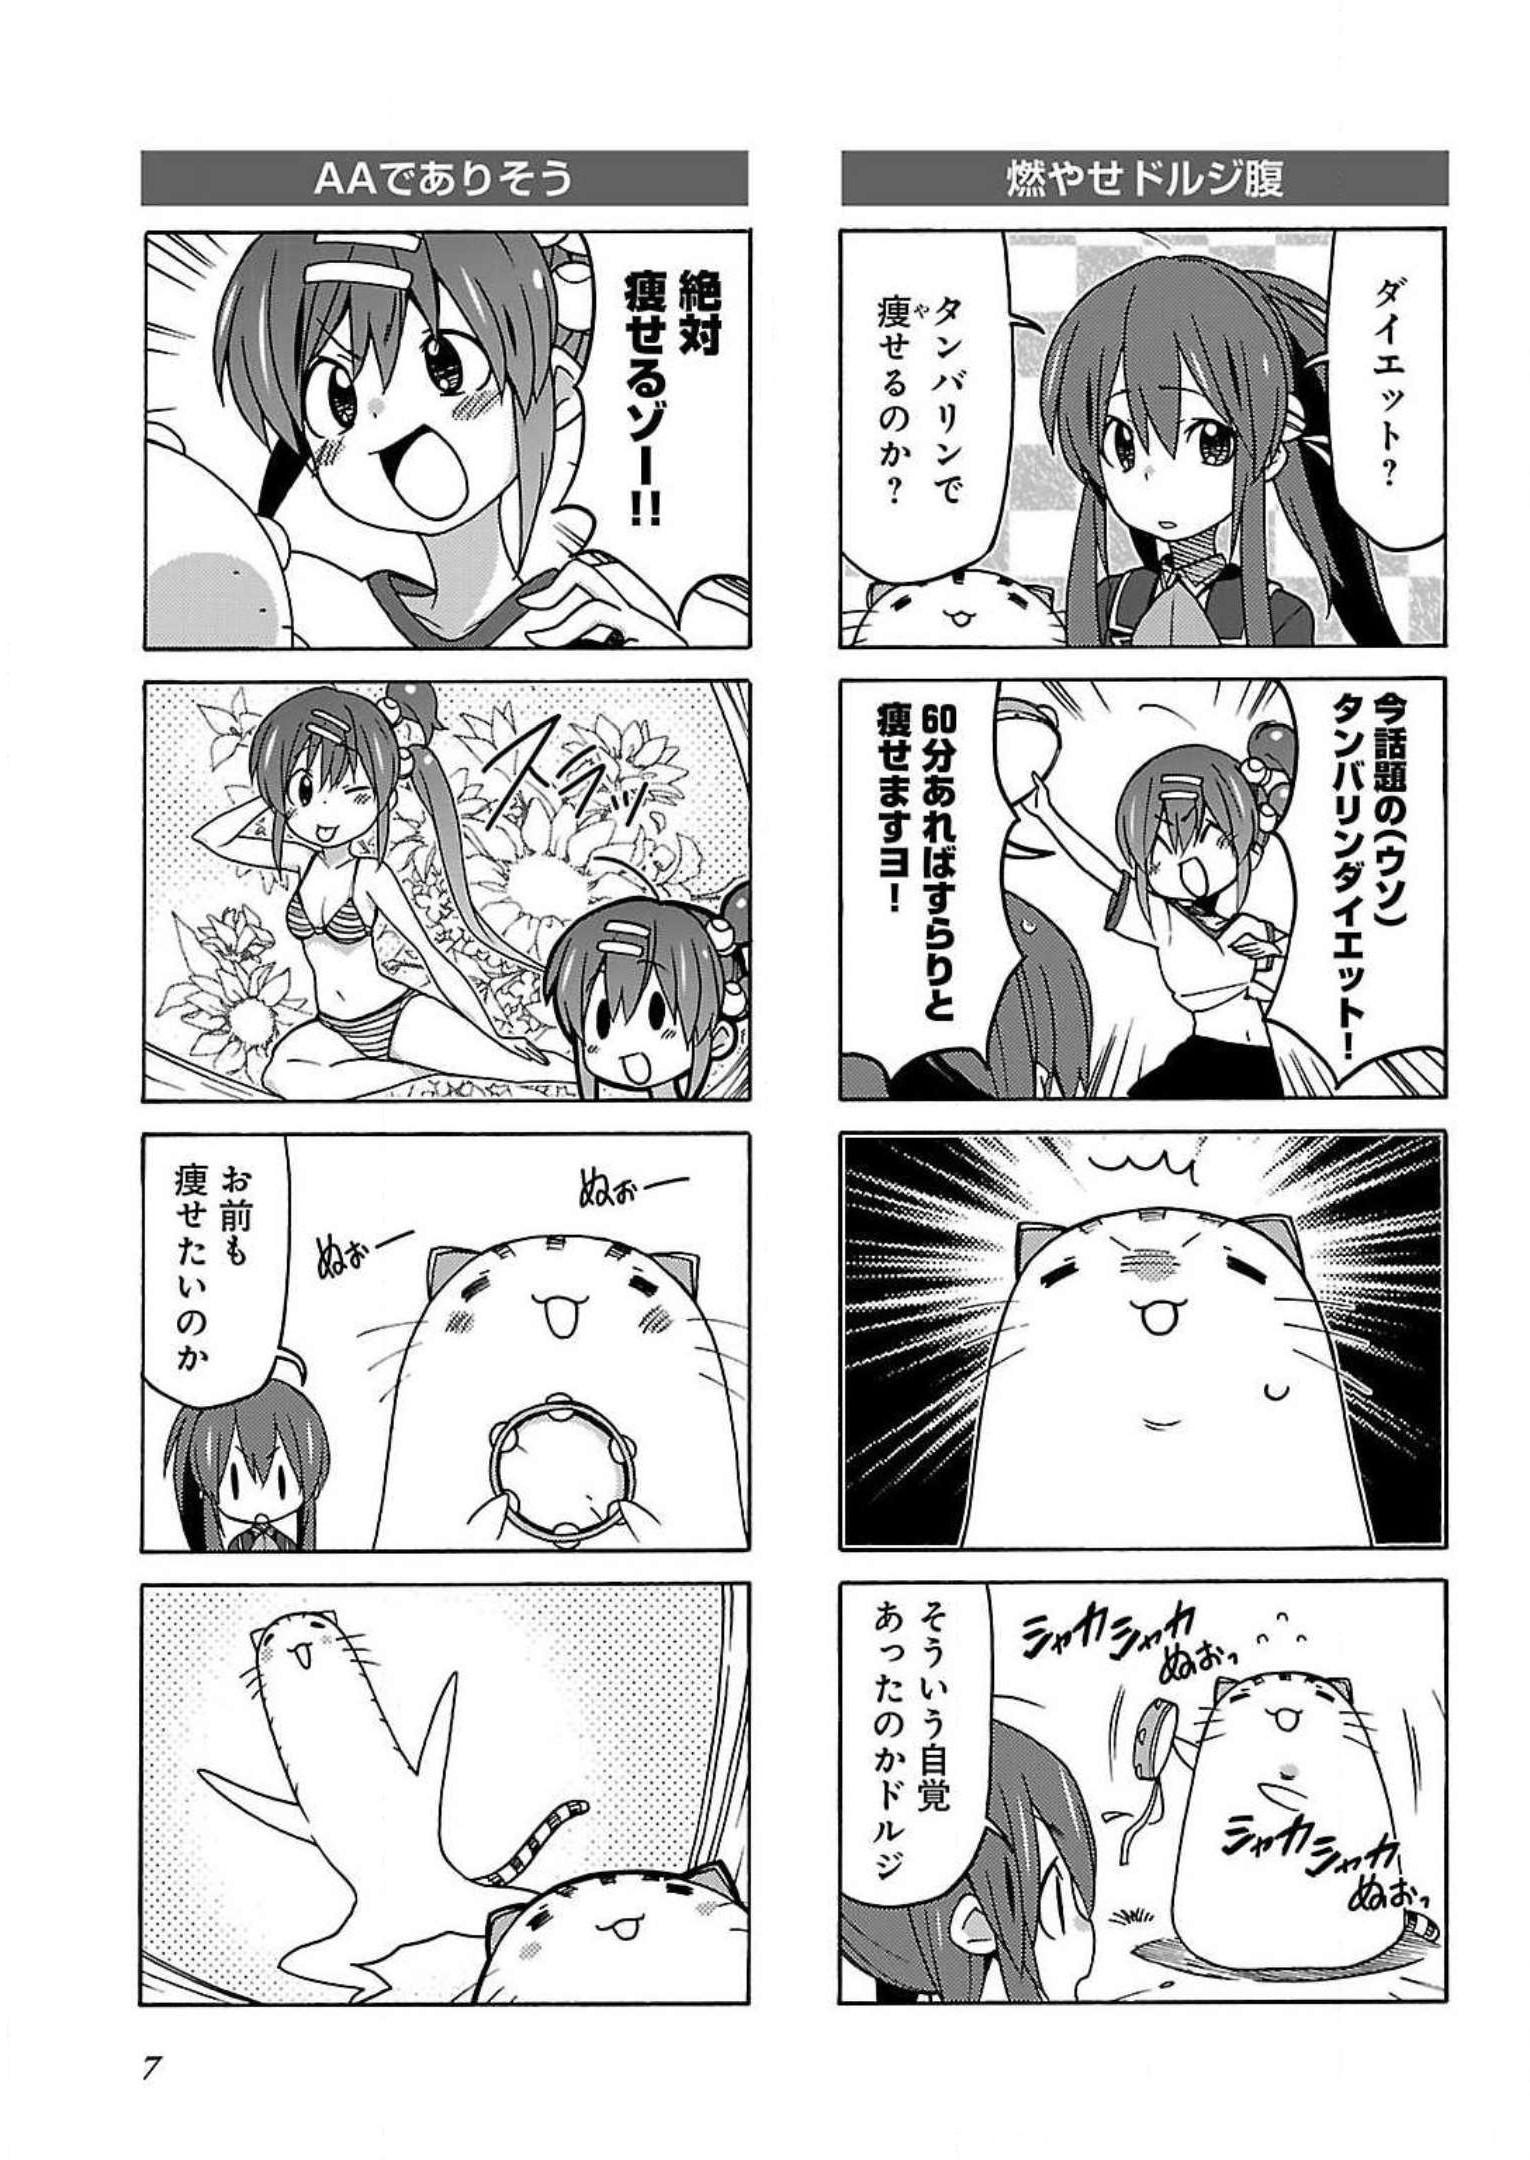 燃やせドルジ腹
ダイエット?
タンバリンで
痩せるのか?
や
今話題の(ウソ)
タンバリンダイエット!
60分あればすらりと
痩せますヨ!
そういう自覚
あったのかドルジ
シャカシャカ
ぬおっ
シャカシャカ
ぬおっ
AAでありそう
絶対
痩せるゾー!!
ストラ…
ぬぉー
ぬぉー
お前も
痩せたいのか
7